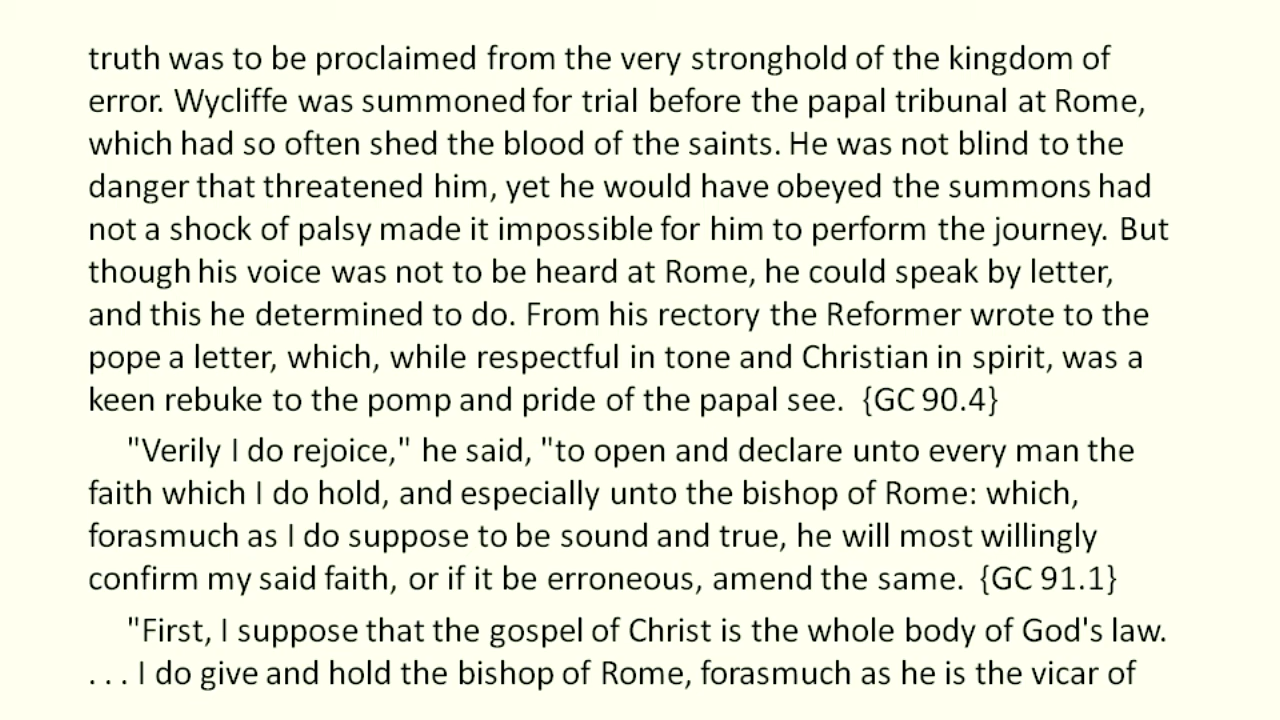 truth was to be proclaimed from the very stronghold of the kingdom of
error. Wycliffe was summoned for trial before the papal tribunal at Rome,
which had so often shed the blood of the saints. He was not blind to the
danger that threatened him, yet he would have obeyed the summons had
not a shock of palsy made it impossible for him to perform the journey. But
though his voice was not to be heard at Rome, he could speak by letter,
and this he determined to do. From his rectory the Reformer wrote to the
pope a letter, which, while respectful in tone and Christian in spirit, was a
keen rebuke to the pomp and pride of the papal see.  {GC 90.4}
"Verily I do rejoice," he said, "to open and declare unto every man the
faith which I do hold, and especially unto the bishop of Rome: which,
forasmuch as I do suppose to be sound and true, he will most willingly
confirm my said faith, or if it be erroneous, amend the same.  {GC 91.1}
"First, I suppose that the gospel of Christ is the whole body of God's law.
. . . I do give and hold the bishop of Rome, forasmuch as he is the vicar of